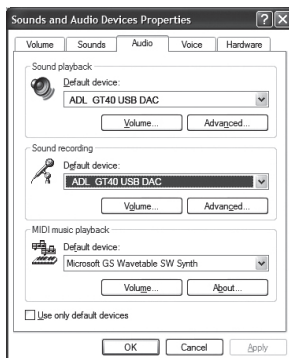 Sounds and Audio Devices Properties
Volume Sounds Audio Voice Hardware
Sound playback
Default device:
ADL GT40 USB DAC
Volume... Advanced...
Sound recording
Default device:
ADL GT40 USB DAC
Volume... Advanced...
MIDI music playback
Default device:
Microsoft GS Wavetable SW Synth
Volume... About...
Use only default devices
OK Cancel Apply